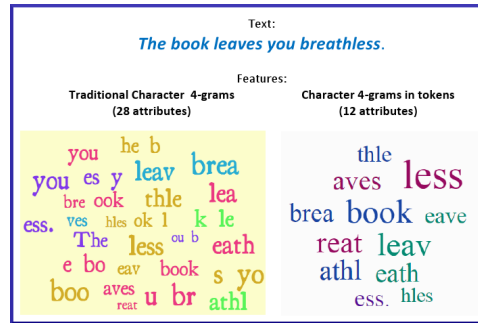 Text:
The book leaves you breathless.
Features:
Traditional Character 4-grams
(28 attributes)
Character 4-grams in tokens
(12 attributes)
you he b
you es y leav brea
bre ook thle lea
ess. ves hles ok l k le
The less ou b eath
e bo eav book s yo
boo aves reat u br athl
thle
aves less
brea book eave
reat leav
athl eath
ess. hles